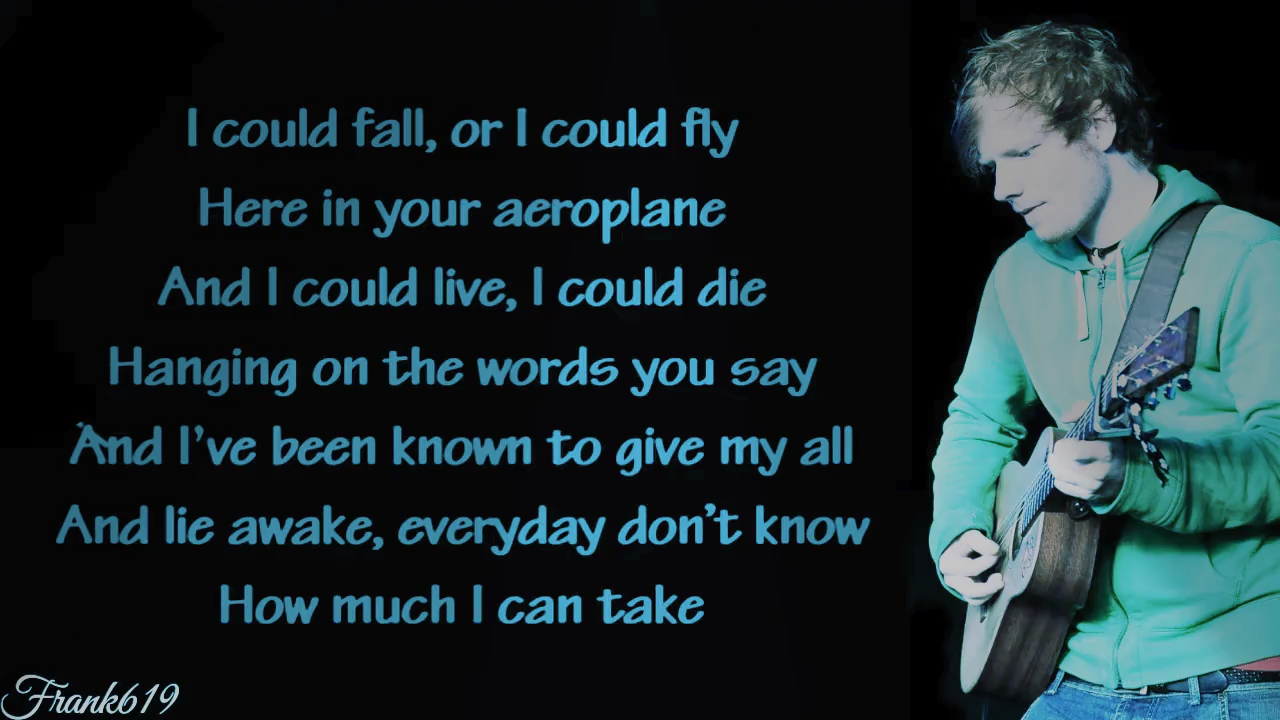 I could fall, or I could fly
Here in your aeroplane
And I could live, I could die
Hanging on the words you say
And I've been known to give my all
And lie awake, everyday don't know
How much I can take
Frank619